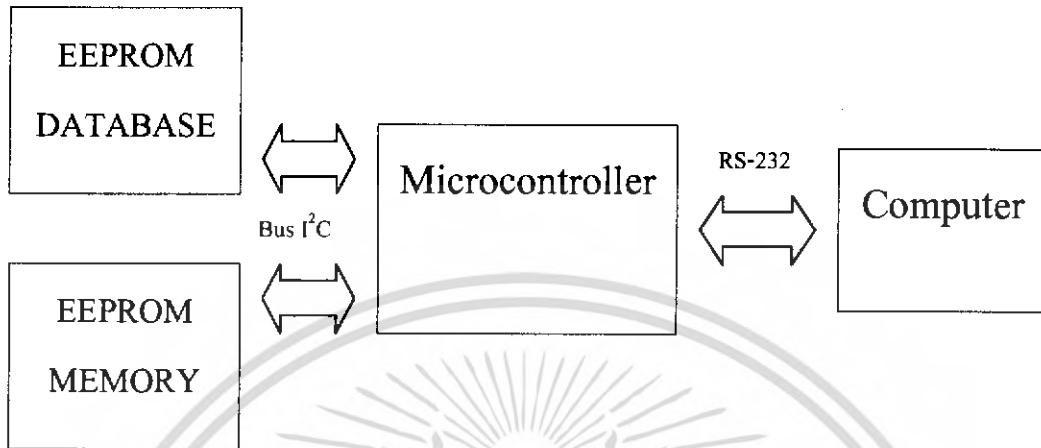 EEPROM
DATABASE
Bus I²C
EEPROM
MEMORY
Microcontroller
RS-232
Computer